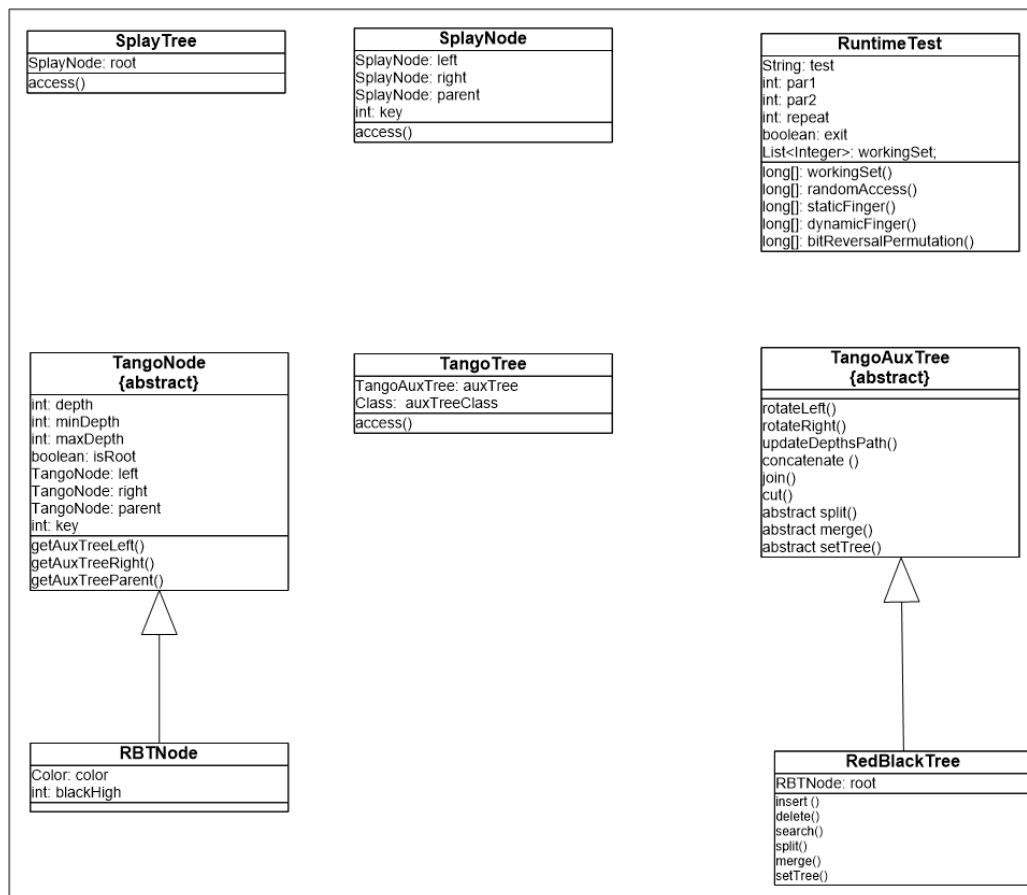 SplayTree
SplayNode: root
access()
SplayNode
SplayNode: left
SplayNode: right
SplayNode: parent
int: key
access()
RuntimeTest
String: test
int: par1
int: par2
int: repeat
boolean: exit
List<Integer>: workingSet;
long[]: workingSet()
long[]: randomAccess()
long[]: staticFinger()
long[]: dynamicFinger()
long[]: bitReversalPermutation()
TangoNode
{abstract}
int: depth
int: minDepth
int: maxDepth
boolean: isRoot
TangoNode: left
TangoNode: right
TangoNode: parent
int: key
getAuxTreeLeft()
getAuxTreeRight()
getAuxTreeParent()
TangoTree
TangoAuxTree: auxTree
Class:  auxTreeClass
access()
TangoAuxTree
{abstract}
rotateLeft()
rotateRight()
updateDepthsPath()
concatenate ()
join()
cut()
abstract split()
abstract merge()
abstract setTree()
RBTNode
Color: color
int: blackHigh
RedBlackTree
RBTNode: root
insert ()
delete()
search()
split()
merge()
setTree()